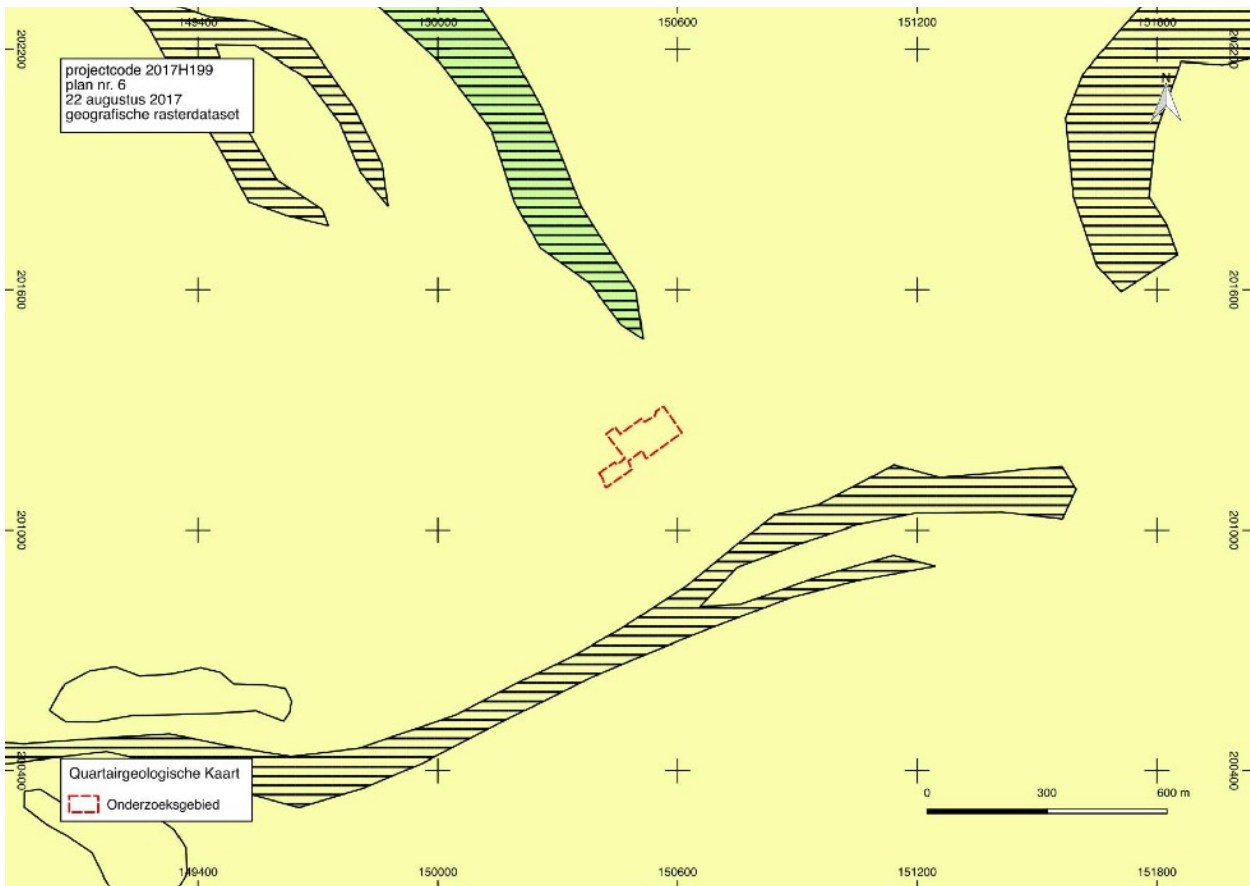 149400
150000
150600
151200
151800
202200
202200
projectcode 2017H199
plan nr. 6
22 augustus 2017
geografische rasterdataset
N
201600
201600
201000
201000
200400
200400
Quartairgeologische Kaart
Onderzoeksgebied
0
300
600 m
149400
150000
150600
151200
151800